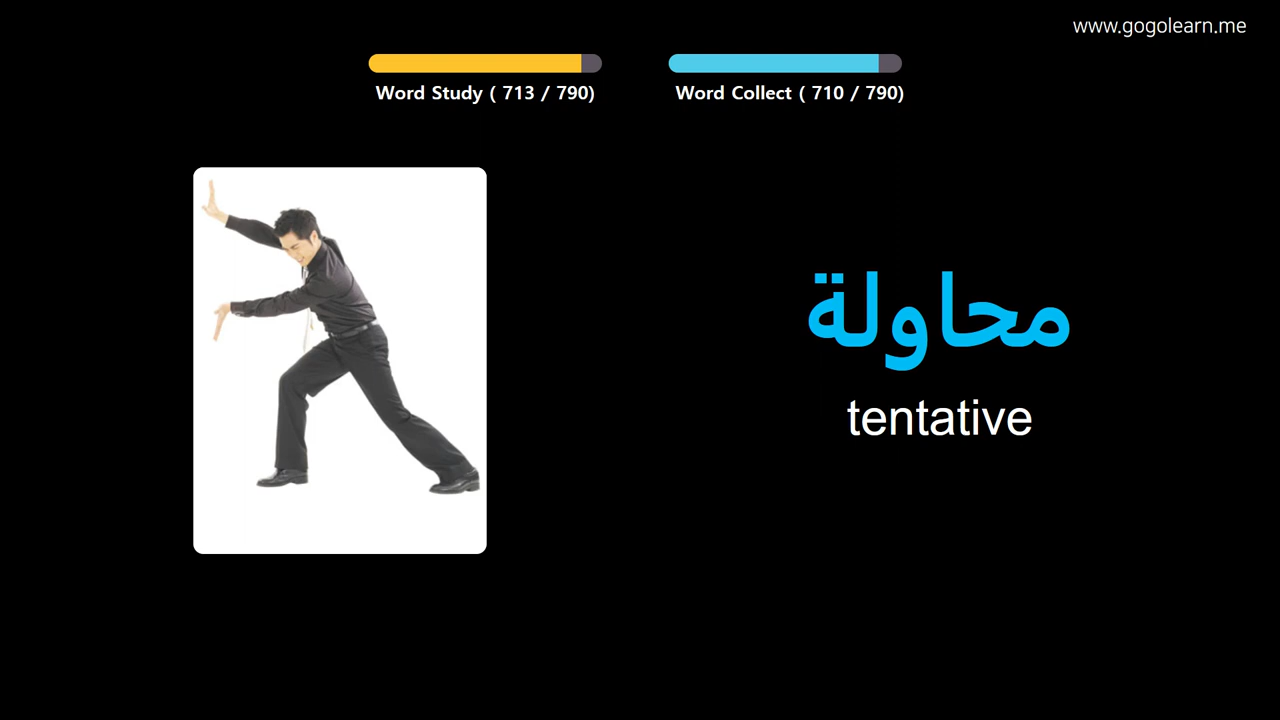 www.gogolearn.me
Word Study ( 713 / 790)
Word Collect ( 710 / 790)
محاولة
tentative